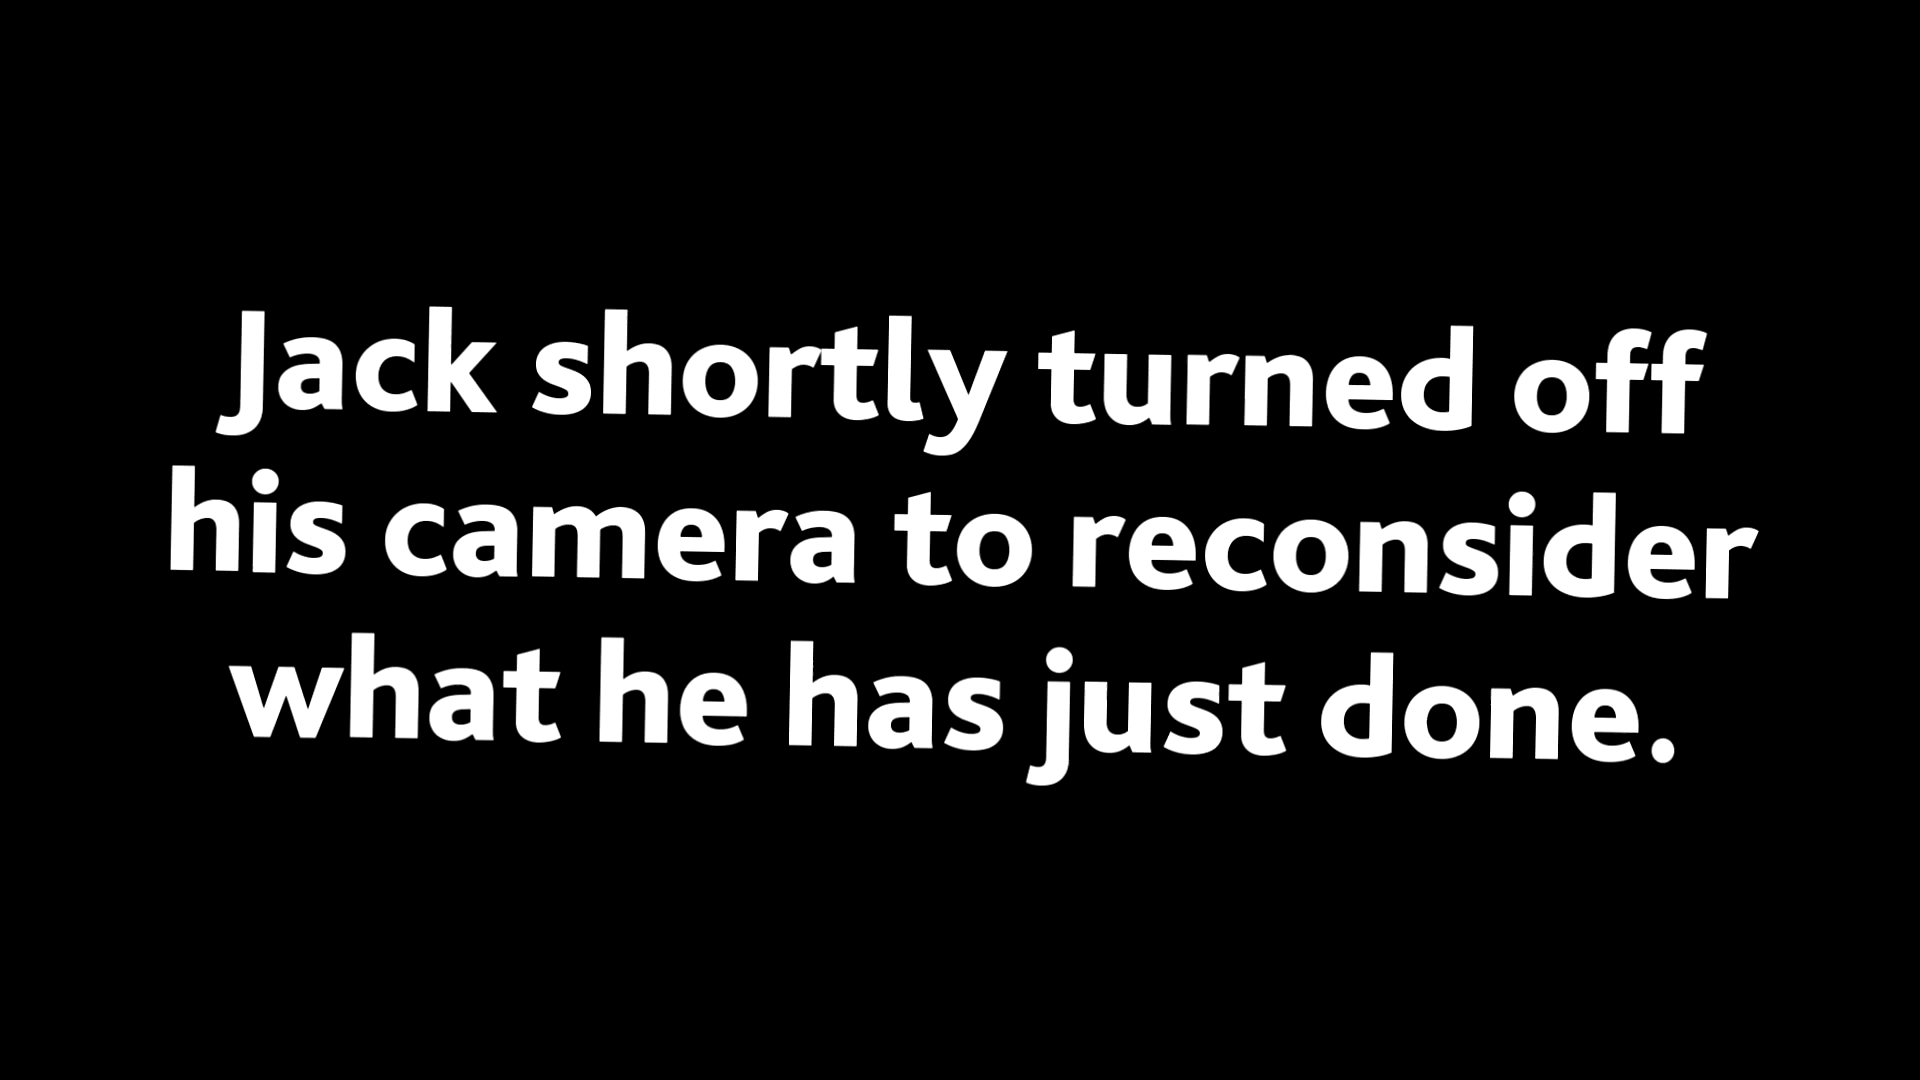 Jack shortly turned off
his camera to reconsider
what he has just done.